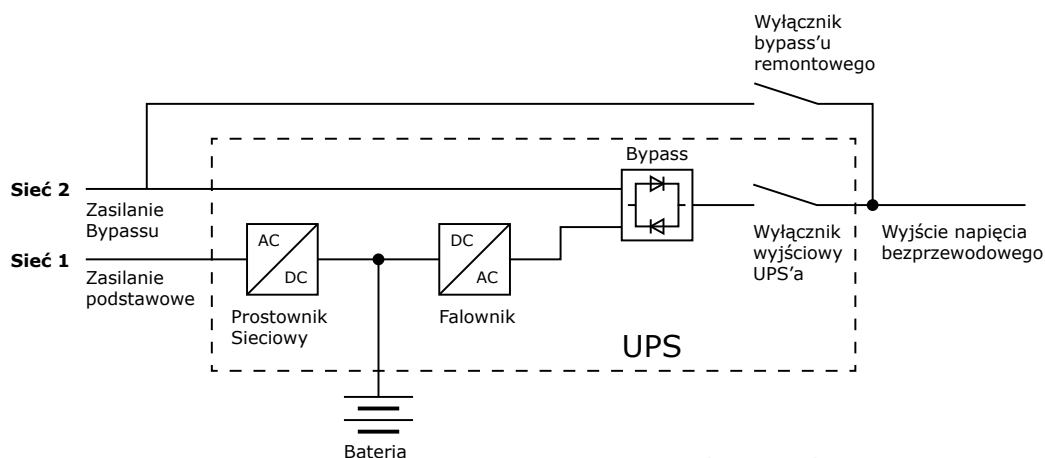 Wyłącznik
bypass'u
remontowego
Bypass
Sieć 2
Zasilanie
Bypassu
AC
DC
DC
AC
Wyłącznik
wyjściowy
UPS'a
Wyjście napięcia
bezprzewodowego
Sieć 1
Zasilanie
podstawowe
Prostownik
Sieciowy
Falownik
UPS
Bateria